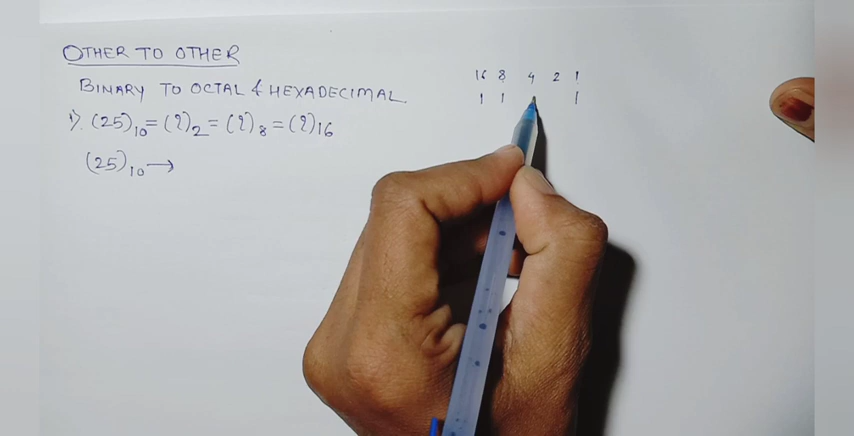 OTHER TO OTHER
BINARY TO OCTAL & HEXADECIMAL.
1). (25)₁₀ = (?)₂ = (?)₈ = (?)₁₆
(25)₁₀ →
16 8 4 2 1
1 1 1